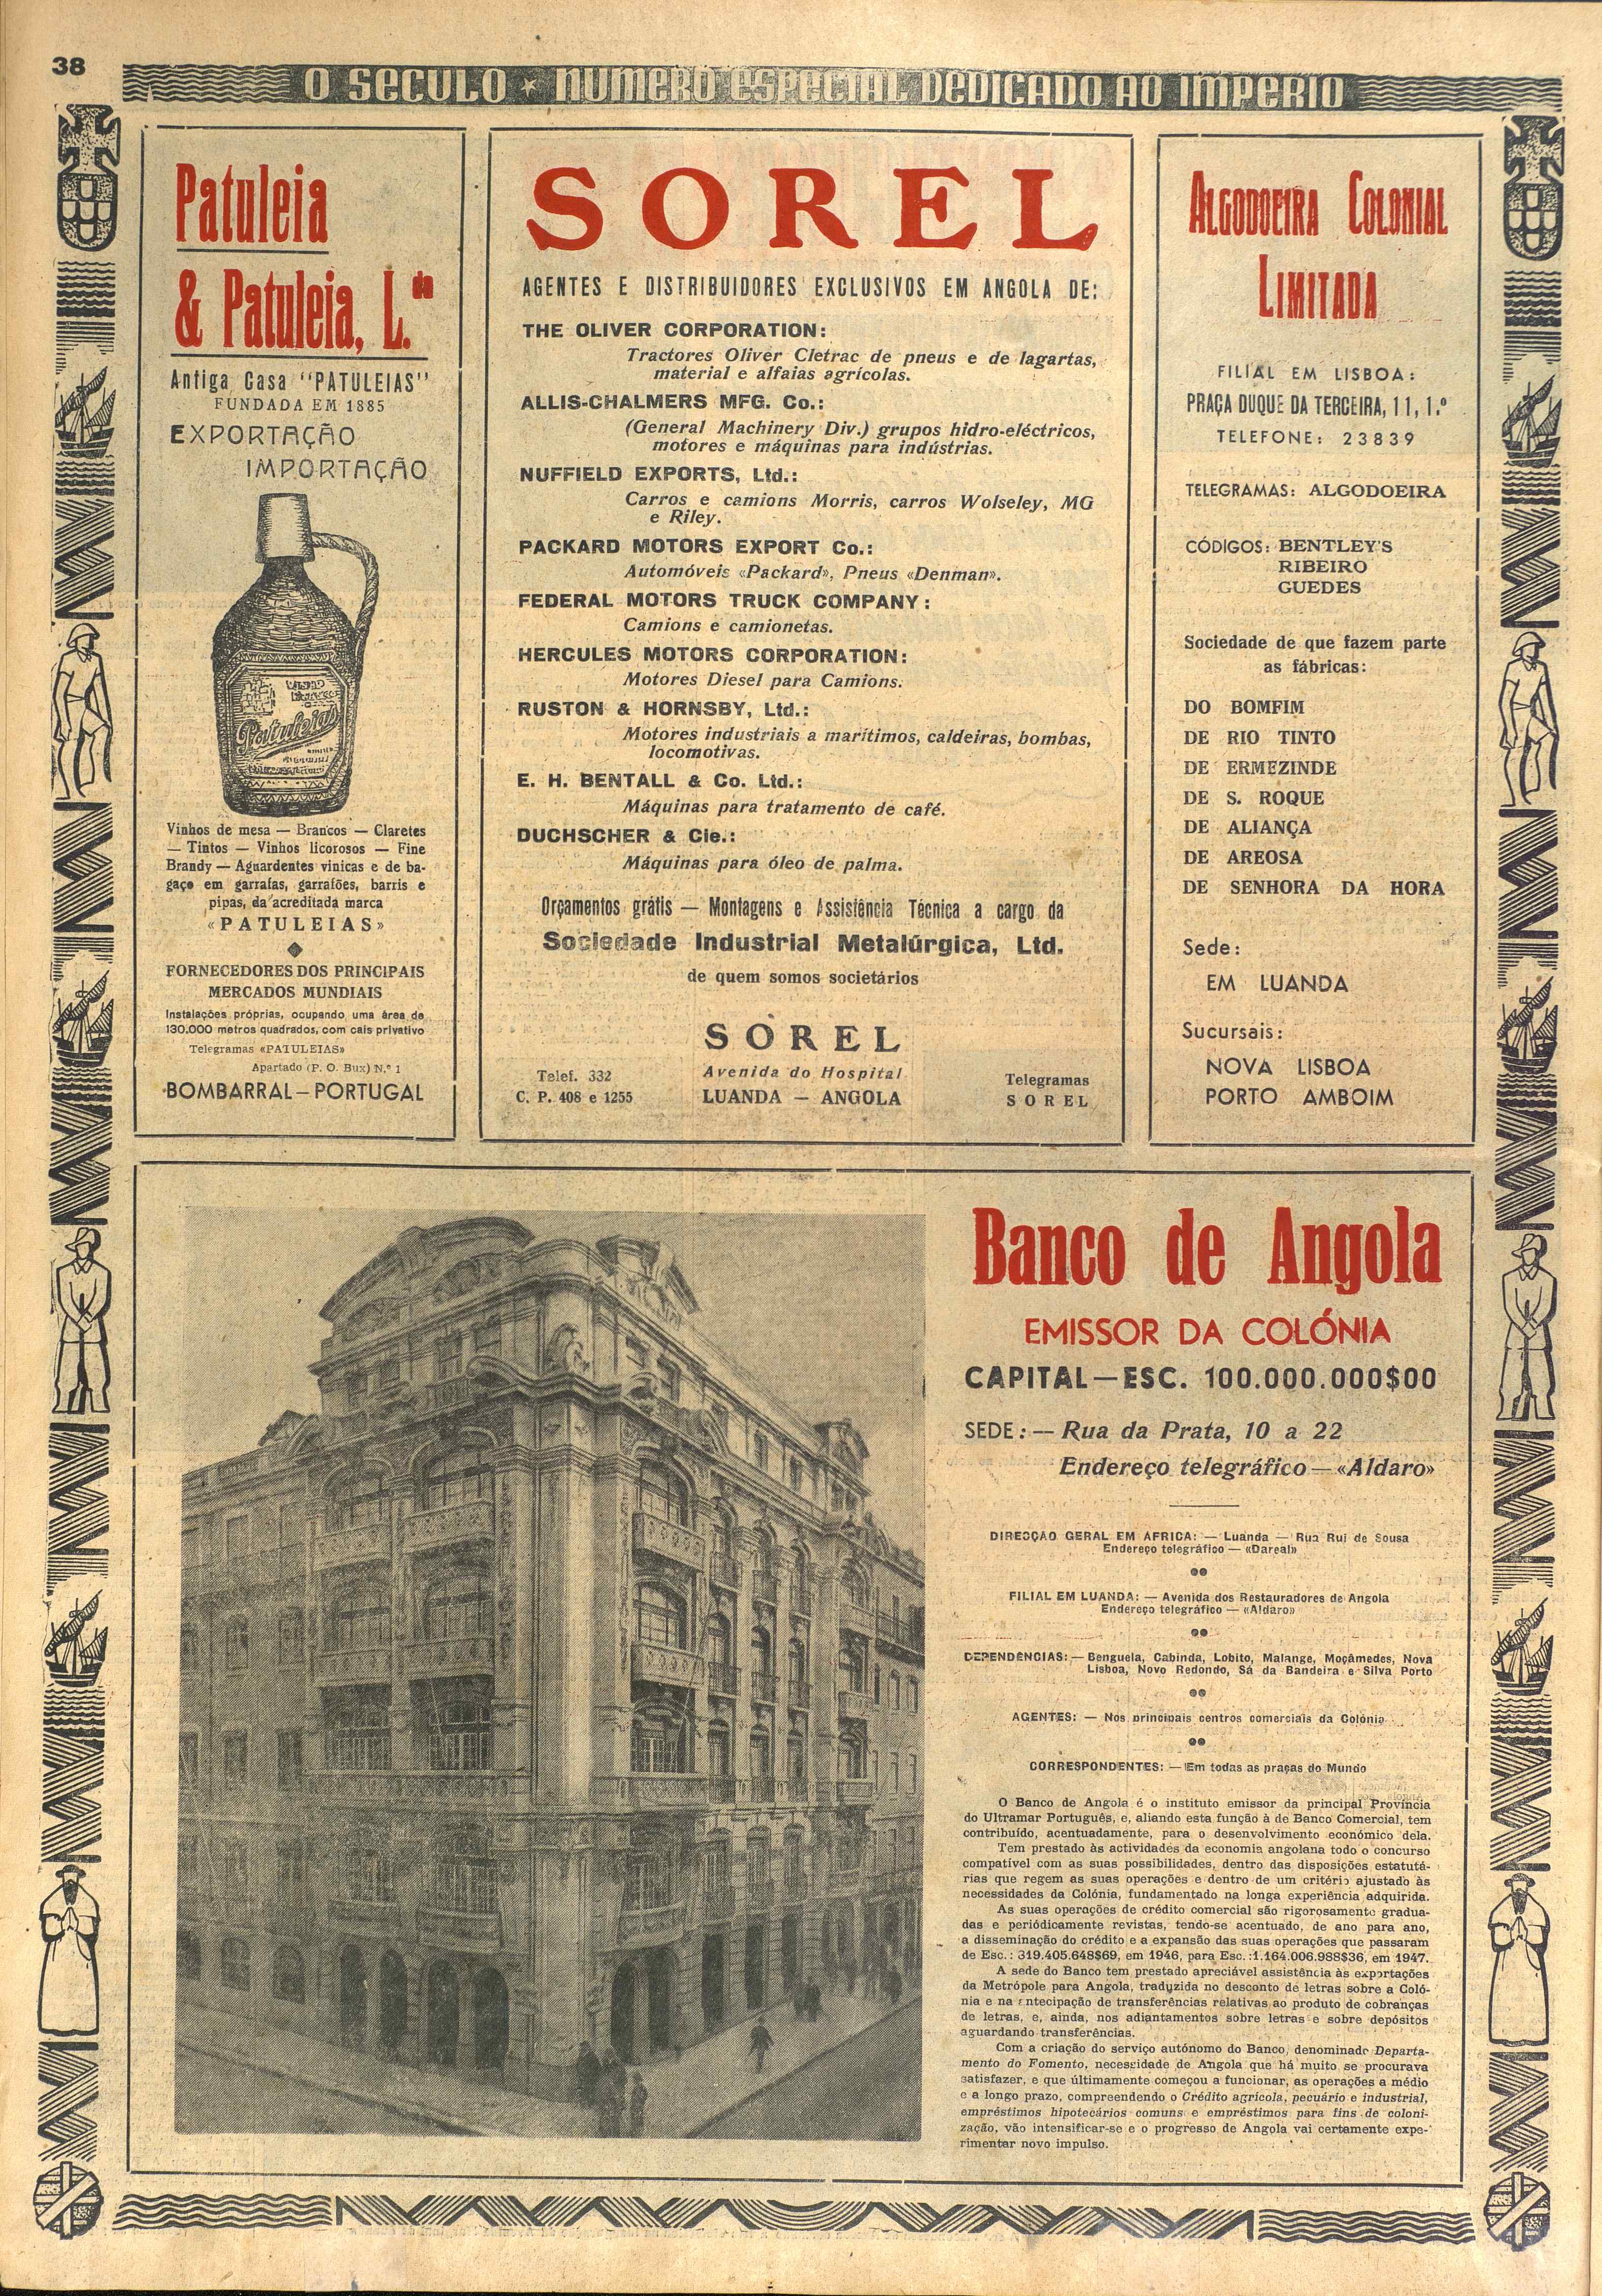 38
O SECULO ★ NUMERO ESPECIAL DEDICADO AO IMPERIO
Patuleia
& Patuleia, L.da
Antiga Casa "PATULEIAS"
FUNDADA EM 1885
EXPORTAÇÃO
IMPORTAÇÃO
Patuleias
Vinhos de mesa — Brancos — Claretes
— Tintos — Vinhos licorosos — Fine
Brandy — Aguardentes vinicas e de ba-
gaço em garrafas, garrafões, barris e
pipas, da acreditada marca
«PATULEIAS»
FORNECEDORES DOS PRINCIPAIS
MERCADOS MUNDIAIS
Instalações próprias, ocupando uma área de
130.000 metros quadrados, com cais privativo
Telegramas «PATULEIAS»
Apartado (P. O. Bux) N.º 1
BOMBARRAL — PORTUGAL
SOREL
AGENTES E DISTRIBUIDORES EXCLUSIVOS EM ANGOLA DE:
THE OLIVER CORPORATION:
Tractores Oliver Cletrac de pneus e de lagartas,
material e alfaias agrícolas.
ALLIS-CHALMERS MFG. Co.:
(General Machinery Div.) grupos hidro-eléctricos,
motores e máquinas para indústrias.
NUFFIELD EXPORTS, Ltd.:
Carros e camions Morris, carros Wolseley, MG
e Riley.
PACKARD MOTORS EXPORT Co.:
Automóveis «Packard», Pneus «Denman».
FEDERAL MOTORS TRUCK COMPANY:
Camions e camionetas.
HERCULES MOTORS CORPORATION:
Motores Diesel para Camions.
RUSTON & HORNSBY, Ltd.:
Motores industriais a marítimos, caldeiras, bombas,
locomotivas.
E. H. BENTALL & Co. Ltd.:
Máquinas para tratamento de café.
DUCHSCHER & Cie.:
Máquinas para óleo de palma.
Orçamentos grátis — Montagens e Assistência Técnica a cargo da
Sociedade Industrial Metalúrgica, Ltd.
de quem somos societários
SOREL
Avenida do Hospital
LUANDA — ANGOLA
Telef. 332
C. P. 408 e 1255
Telegramas
SOREL
ALGODOEIRA COLONIAL
LIMITADA
FILIAL EM LISBOA:
PRAÇA DUQUE DA TERCEIRA, 11, 1.º
TELEFONE: 23839
TELEGRAMAS: ALGODOEIRA
CÓDIGOS: BENTLEY'S
RIBEIRO
GUEDES
Sociedade de que fazem parte
as fábricas:
DO BOMFIM
DE RIO TINTO
DE ERMEZINDE
DE S. ROQUE
DE ALIANÇA
DE AREOSA
DE SENHORA DA HORA
Sede:
EM LUANDA
Sucursais:
NOVA LISBOA
PORTO AMBOIM
Banco de Angola
EMISSOR DA COLÓNIA
CAPITAL — ESC. 100.000.000$00
SEDE: — Rua da Prata, 10 a 22
Endereço telegráfico — «Aldaro»
DIRECÇÃO GERAL EM AFRICA: — Luanda — Rua Rui de Sousa
Endereço telegráfico — «Dareal»
FILIAL EM LUANDA: — Avenida dos Restauradores de Angola
Endereço telegráfico — «Aldaro»
DEPENDÊNCIAS: — Benguela, Cabinda, Lobito, Malange, Moçâmedes, Nova
Lisboa, Novo Redondo, Sá da Bandeira e Silva Porto
AGENTES: — Nos principais centros comerciais da Colónia
CORRESPONDENTES: — Em todas as praças do Mundo
O Banco de Angola é o instituto emissor da principal Província
do Ultramar Português, e, aliando esta função à de Banco Comercial, tem
contribuído, acentuadamente, para o desenvolvimento económico dela.
Tem prestado às actividades da economia angolana todo o concurso
compatível com as suas possibilidades, dentro das disposições estatutá-
rias que regem as suas operações e dentro de um critério ajustado às
necessidades da Colónia, fundamentado na longa experiência adquirida.
As suas operações de crédito comercial são rigorosamente gradua-
das e periódicamente revistas, tendo-se acentuado, de ano para ano,
a disseminação do crédito e a expansão das suas operações que passaram
de Esc.: 319.405.648$69, em 1946, para Esc.:1.164.006.988$36, em 1947.
A sede do Banco tem prestado apreciável assistência às exportações
da Metrópole para Angola, traduzida no desconto de letras sobre a Coló-
nia e na antecipação de transferências relativas ao produto de cobranças
de letras, e, ainda, nos adiantamentos sobre letras e sobre depósitos
aguardando transferências.
Com a criação do serviço autónomo do Banco, denominado Departa-
mento do Fomento, necessidade de Angola que há muito se procurava
satisfazer, e que últimamente começou a funcionar, as operações a médio
e a longo prazo, compreendendo o Crédito agrícola, pecuário e industrial,
empréstimos hipotecários comuns e empréstimos para fins de coloni-
zação, vão intensificar-se e o progresso de Angola vai certamente expe-
rimentar novo impulso.